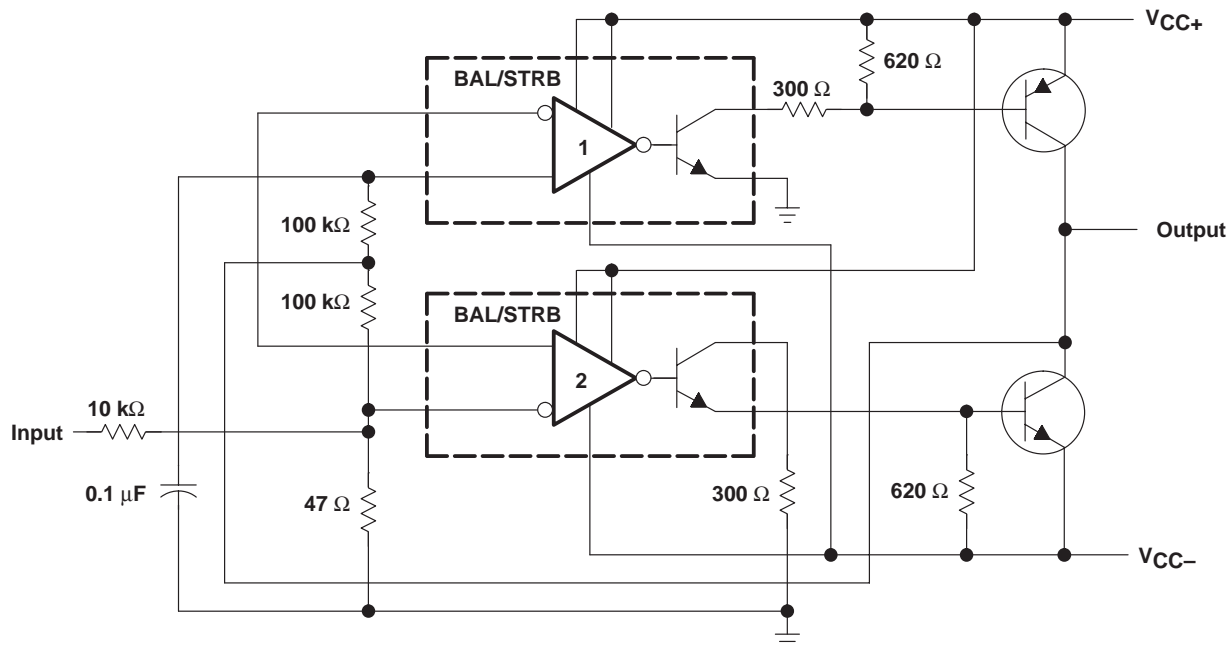 VCC+
BAL/STRB
620 Ω
300 Ω
1
100 kΩ
Output
100 kΩ
BAL/STRB
2
10 kΩ
Input
0.1 μF
47 Ω
300 Ω
620 Ω
VCC–